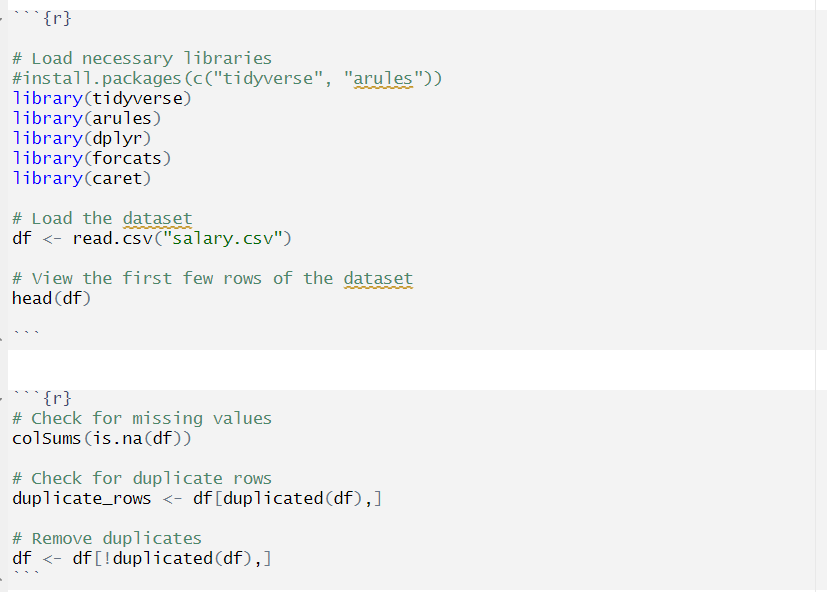 ```{r}
# Load necessary libraries
#install.packages(c("tidyverse", "arules"))
library(tidyverse)
library(arules)
library(dplyr)
library(forcats)
library(caret)
# Load the dataset
df <- read.csv("salary.csv")
# View the first few rows of the dataset
head(df)
```
```{r}
# Check for missing values
colSums(is.na(df))
# Check for duplicate rows
duplicate_rows <- df[duplicated(df),]
# Remove duplicates
df <- df[!duplicated(df),]
```